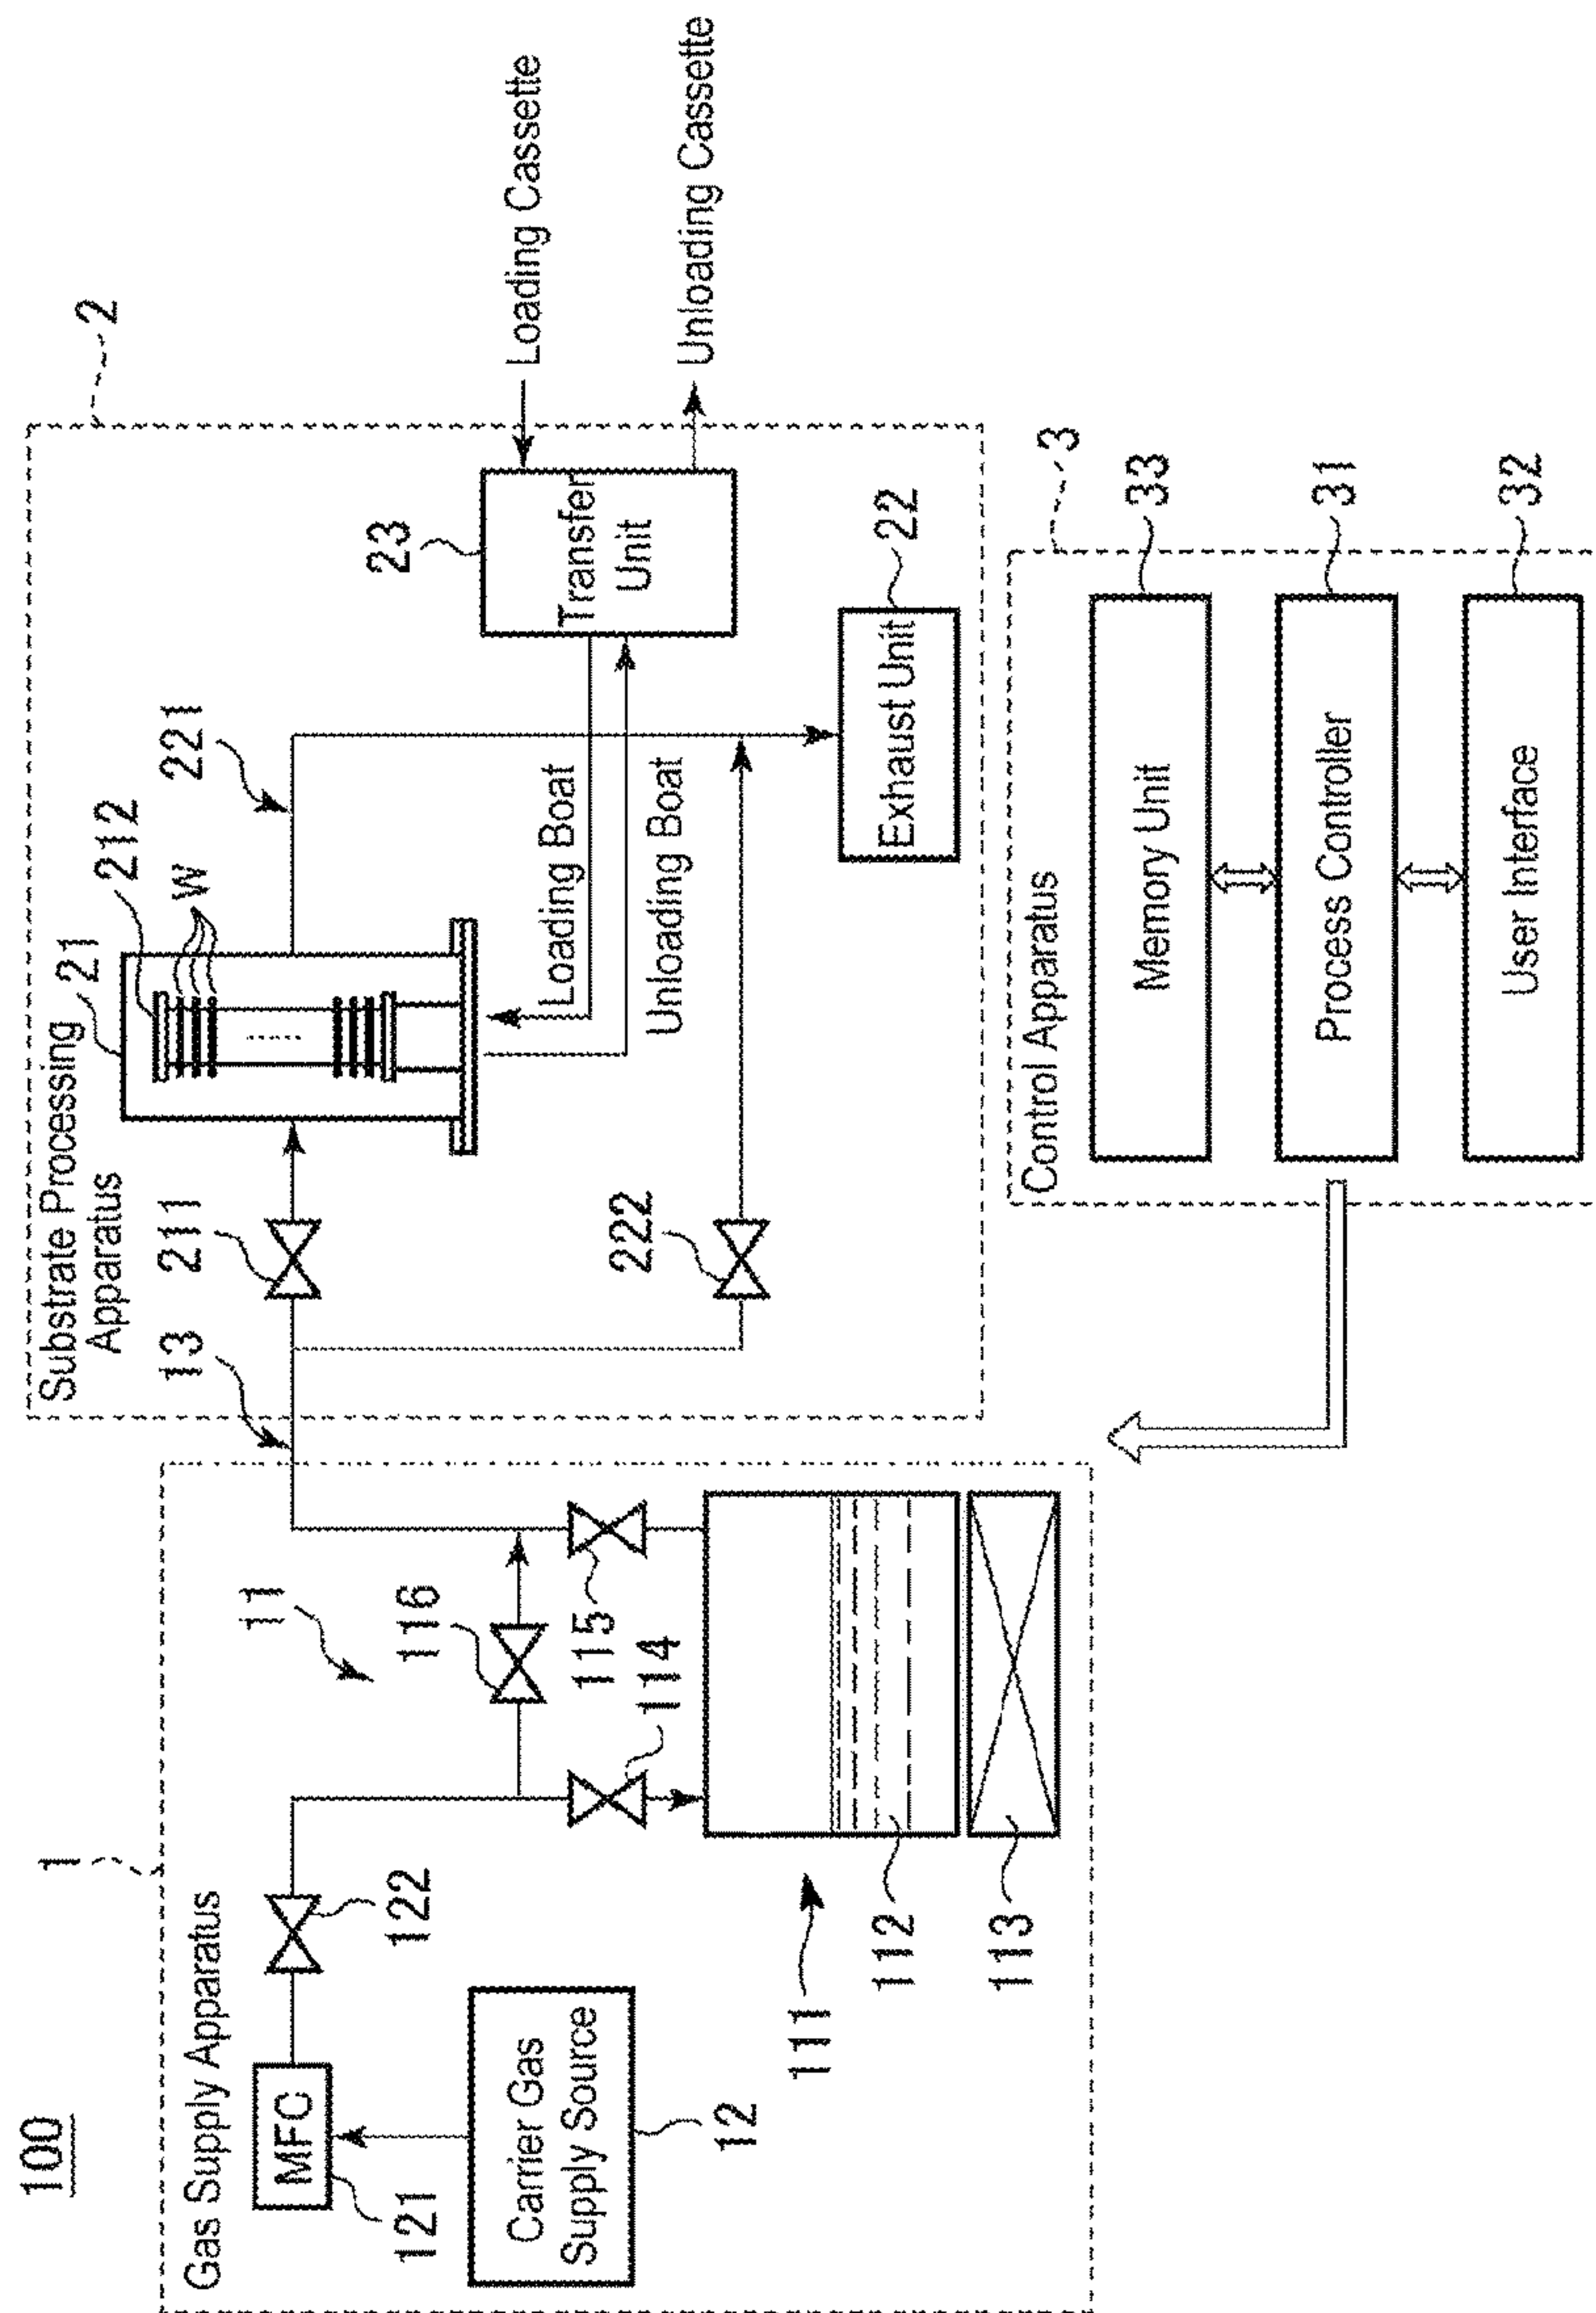 100
1
Gas Supply Apparatus
MFC
121
122
Carrier Gas
Supply Source
12
11
116
115
114
111
112
113
13
2
Substrate Processing
Apparatus
21
211
212
W
221
222
23
Transfer
Unit
Loading Cassette
Unloading Cassette
Loading Boat
Unloading Boat
Exhaust Unit
22
3
Control Apparatus
Memory Unit
33
Process Controller
31
User Interface
32